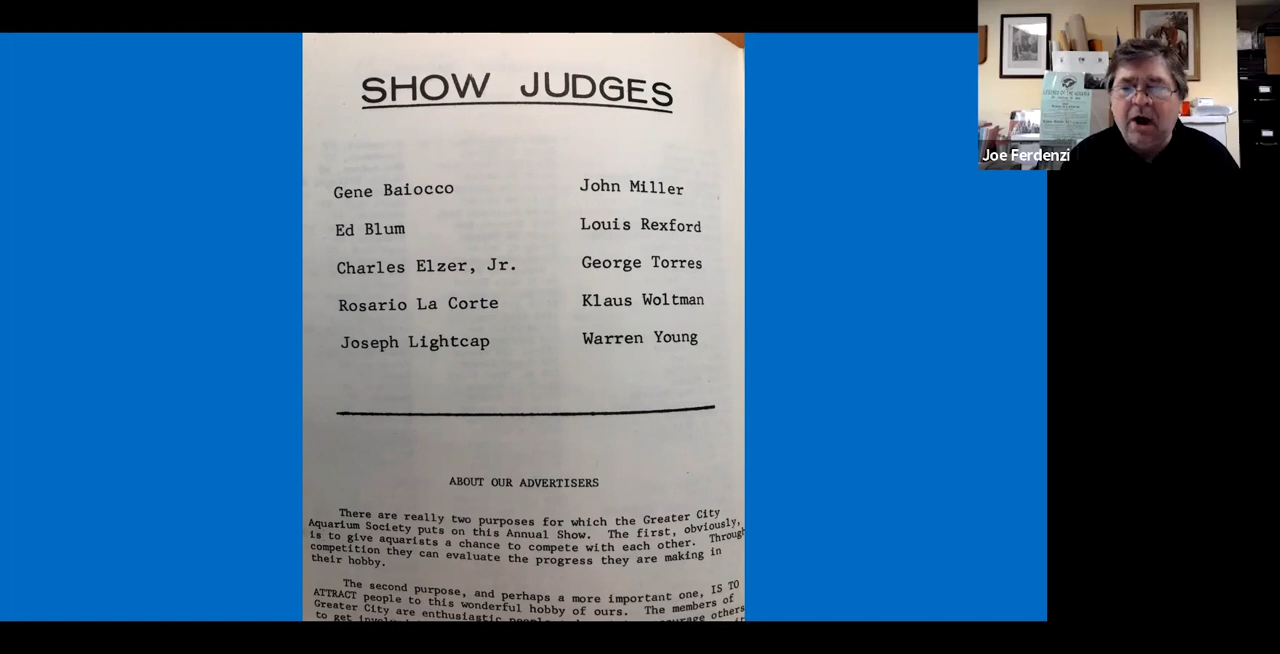 SHOW JUDGES
Gene Baiocco
Ed Blum
Charles Elzer, Jr.
Rosario La Corte
Joseph Lightcap
John Miller
Louis Rexford
George Torres
Klaus Woltman
Warren Young
ABOUT OUR ADVERTISERS
There are really two purposes for which the Greater City
Aquarium Society puts on this Annual Show. The first, obviously,
is to give aquarists a chance to compete with each other. Through
competition they can evaluate the progress they are making in
their hobby.
The second purpose, and perhaps a more important one, IS TO
ATTRACT people to this wonderful hobby of ours. The members of
Greater City are enthusiastic others
to get
Joe Ferdenzi